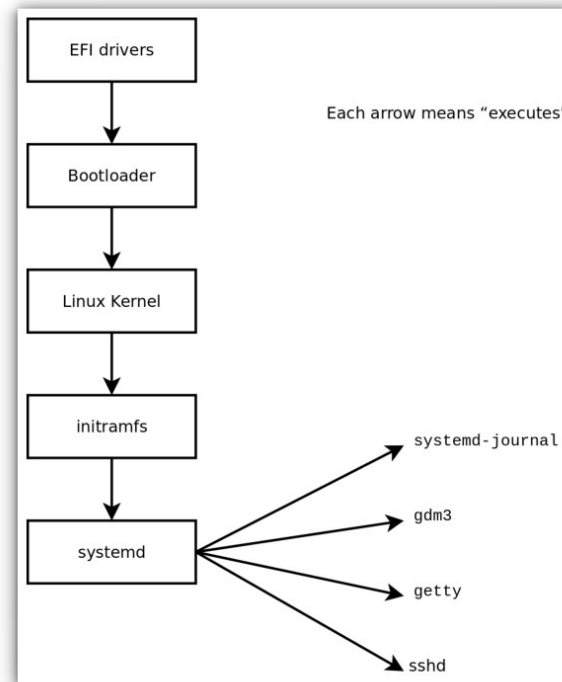 EFI drivers
Each arrow means “executes”
Bootloader
Linux Kernel
initramfs
systemd-journal
gdm3
systemd
getty
sshd